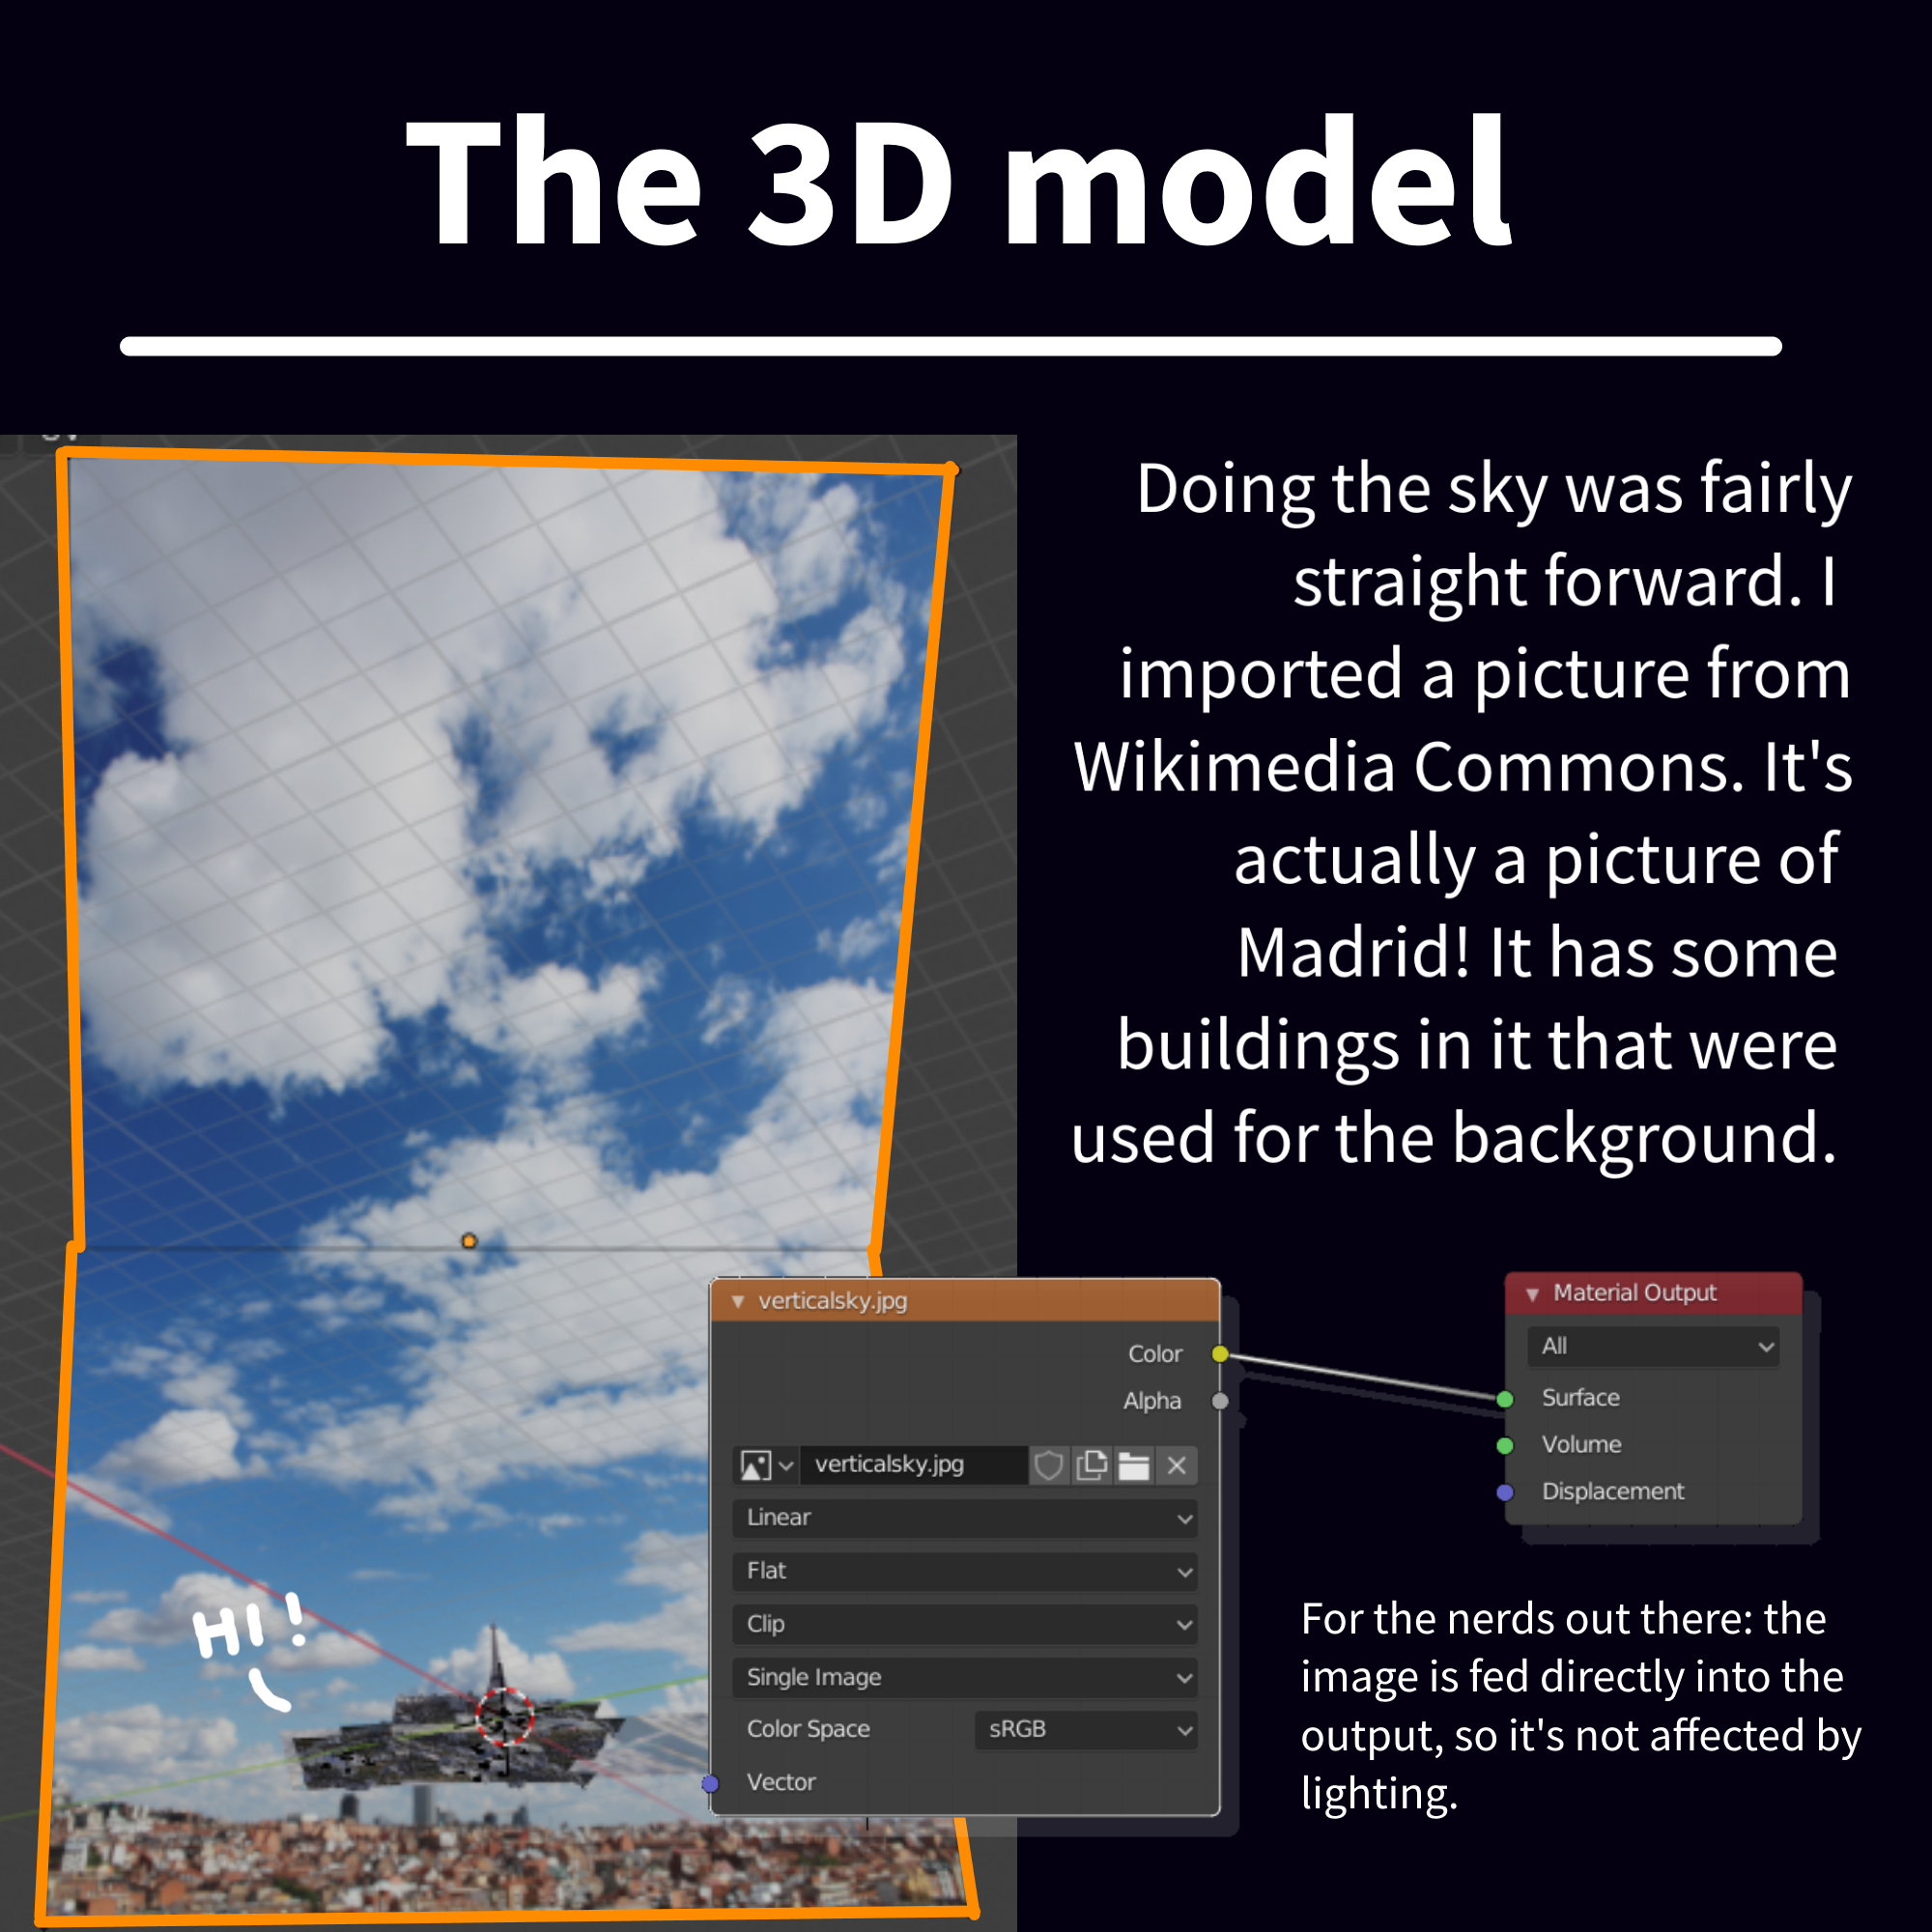 The 3D model
Doing the sky was fairly
straight forward. I
imported a picture from
Wikimedia Commons. It's
actually a picture of
Madrid! It has some
buildings in it that were
used for the background.
HI!
verticalsky.jpg
Color
Alpha
verticalsky.jpg
Linear
Flat
Clip
Single Image
Color Space sRGB
Vector
Material Output
All
Surface
Volume
Displacement
For the nerds out there: the
image is fed directly into the
output, so it's not affected by
lighting.